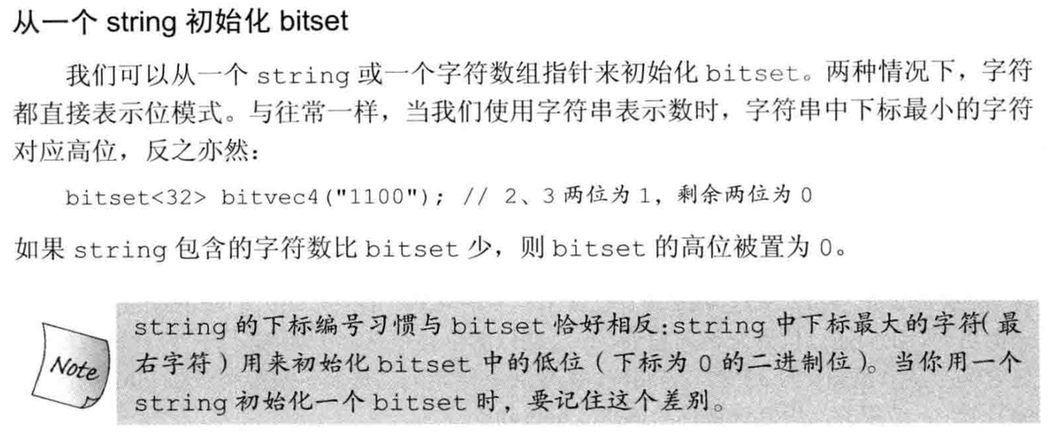 从一个 string 初始化 bitset
我们可以从一个 string 或一个字符数组指针来初始化 bitset。两种情况下，字符
都直接表示位模式。与往常一样，当我们使用字符串表示数时，字符串中下标最小的字符
对应高位，反之亦然：
bitset<32> bitvec4("1100"); // 2、3 两位为 1，剩余两位为 0
如果 string 包含的字符数比 bitset 少，则 bitset 的高位被置为 0。
Note
string 的下标编号习惯与 bitset 恰好相反：string 中下标最大的字符（最
右字符）用来初始化 bitset 中的低位（下标为 0 的二进制位）。当你用一个
string 初始化一个 bitset 时，要记住这个差别。